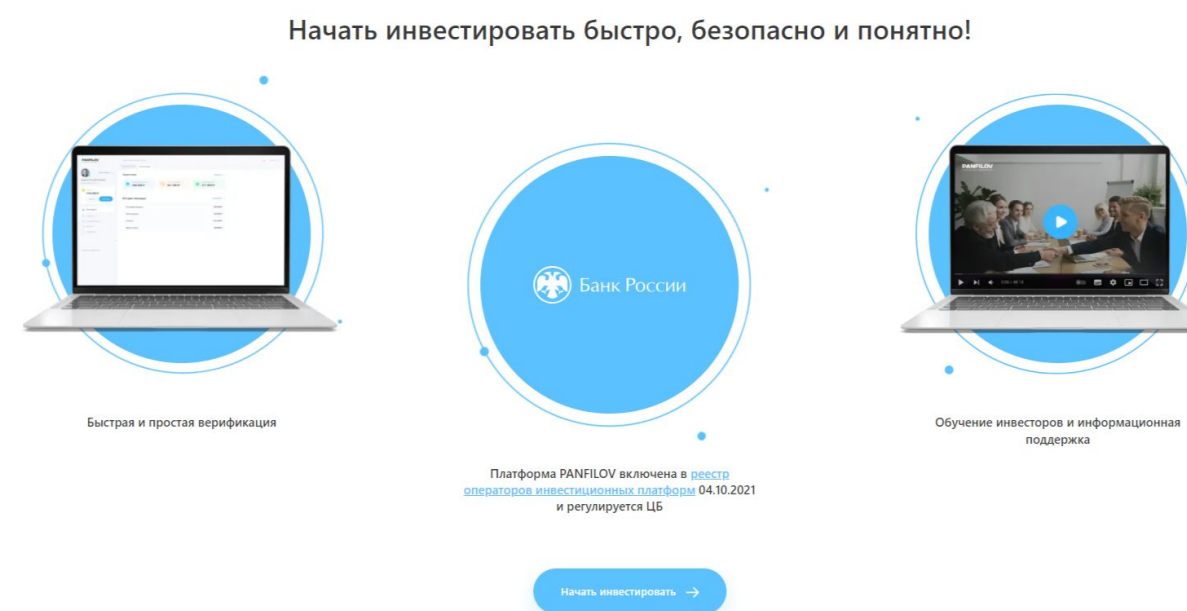 Начать инвестировать быстро, безопасно и понятно!
PANFILOV
Банк России
Быстрая и простая верификация
Обучение инвесторов и информационная
поддержка
Платформа PANFILOV включена в реестр
операторов инвестиционных платформ 04.10.2021
и регулируется ЦБ
Начать инвестировать →